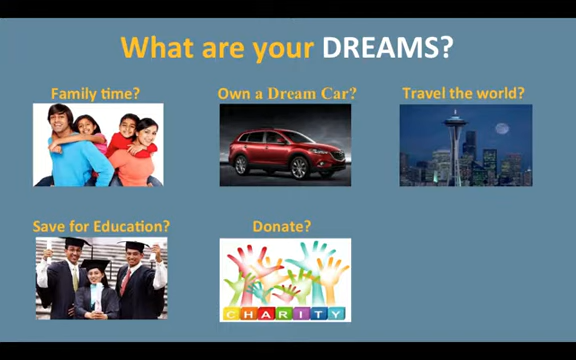 What are your DREAMS?
Family time?
Own a Dream Car?
Travel the world?
Save for Education?
Donate?
CHARITY